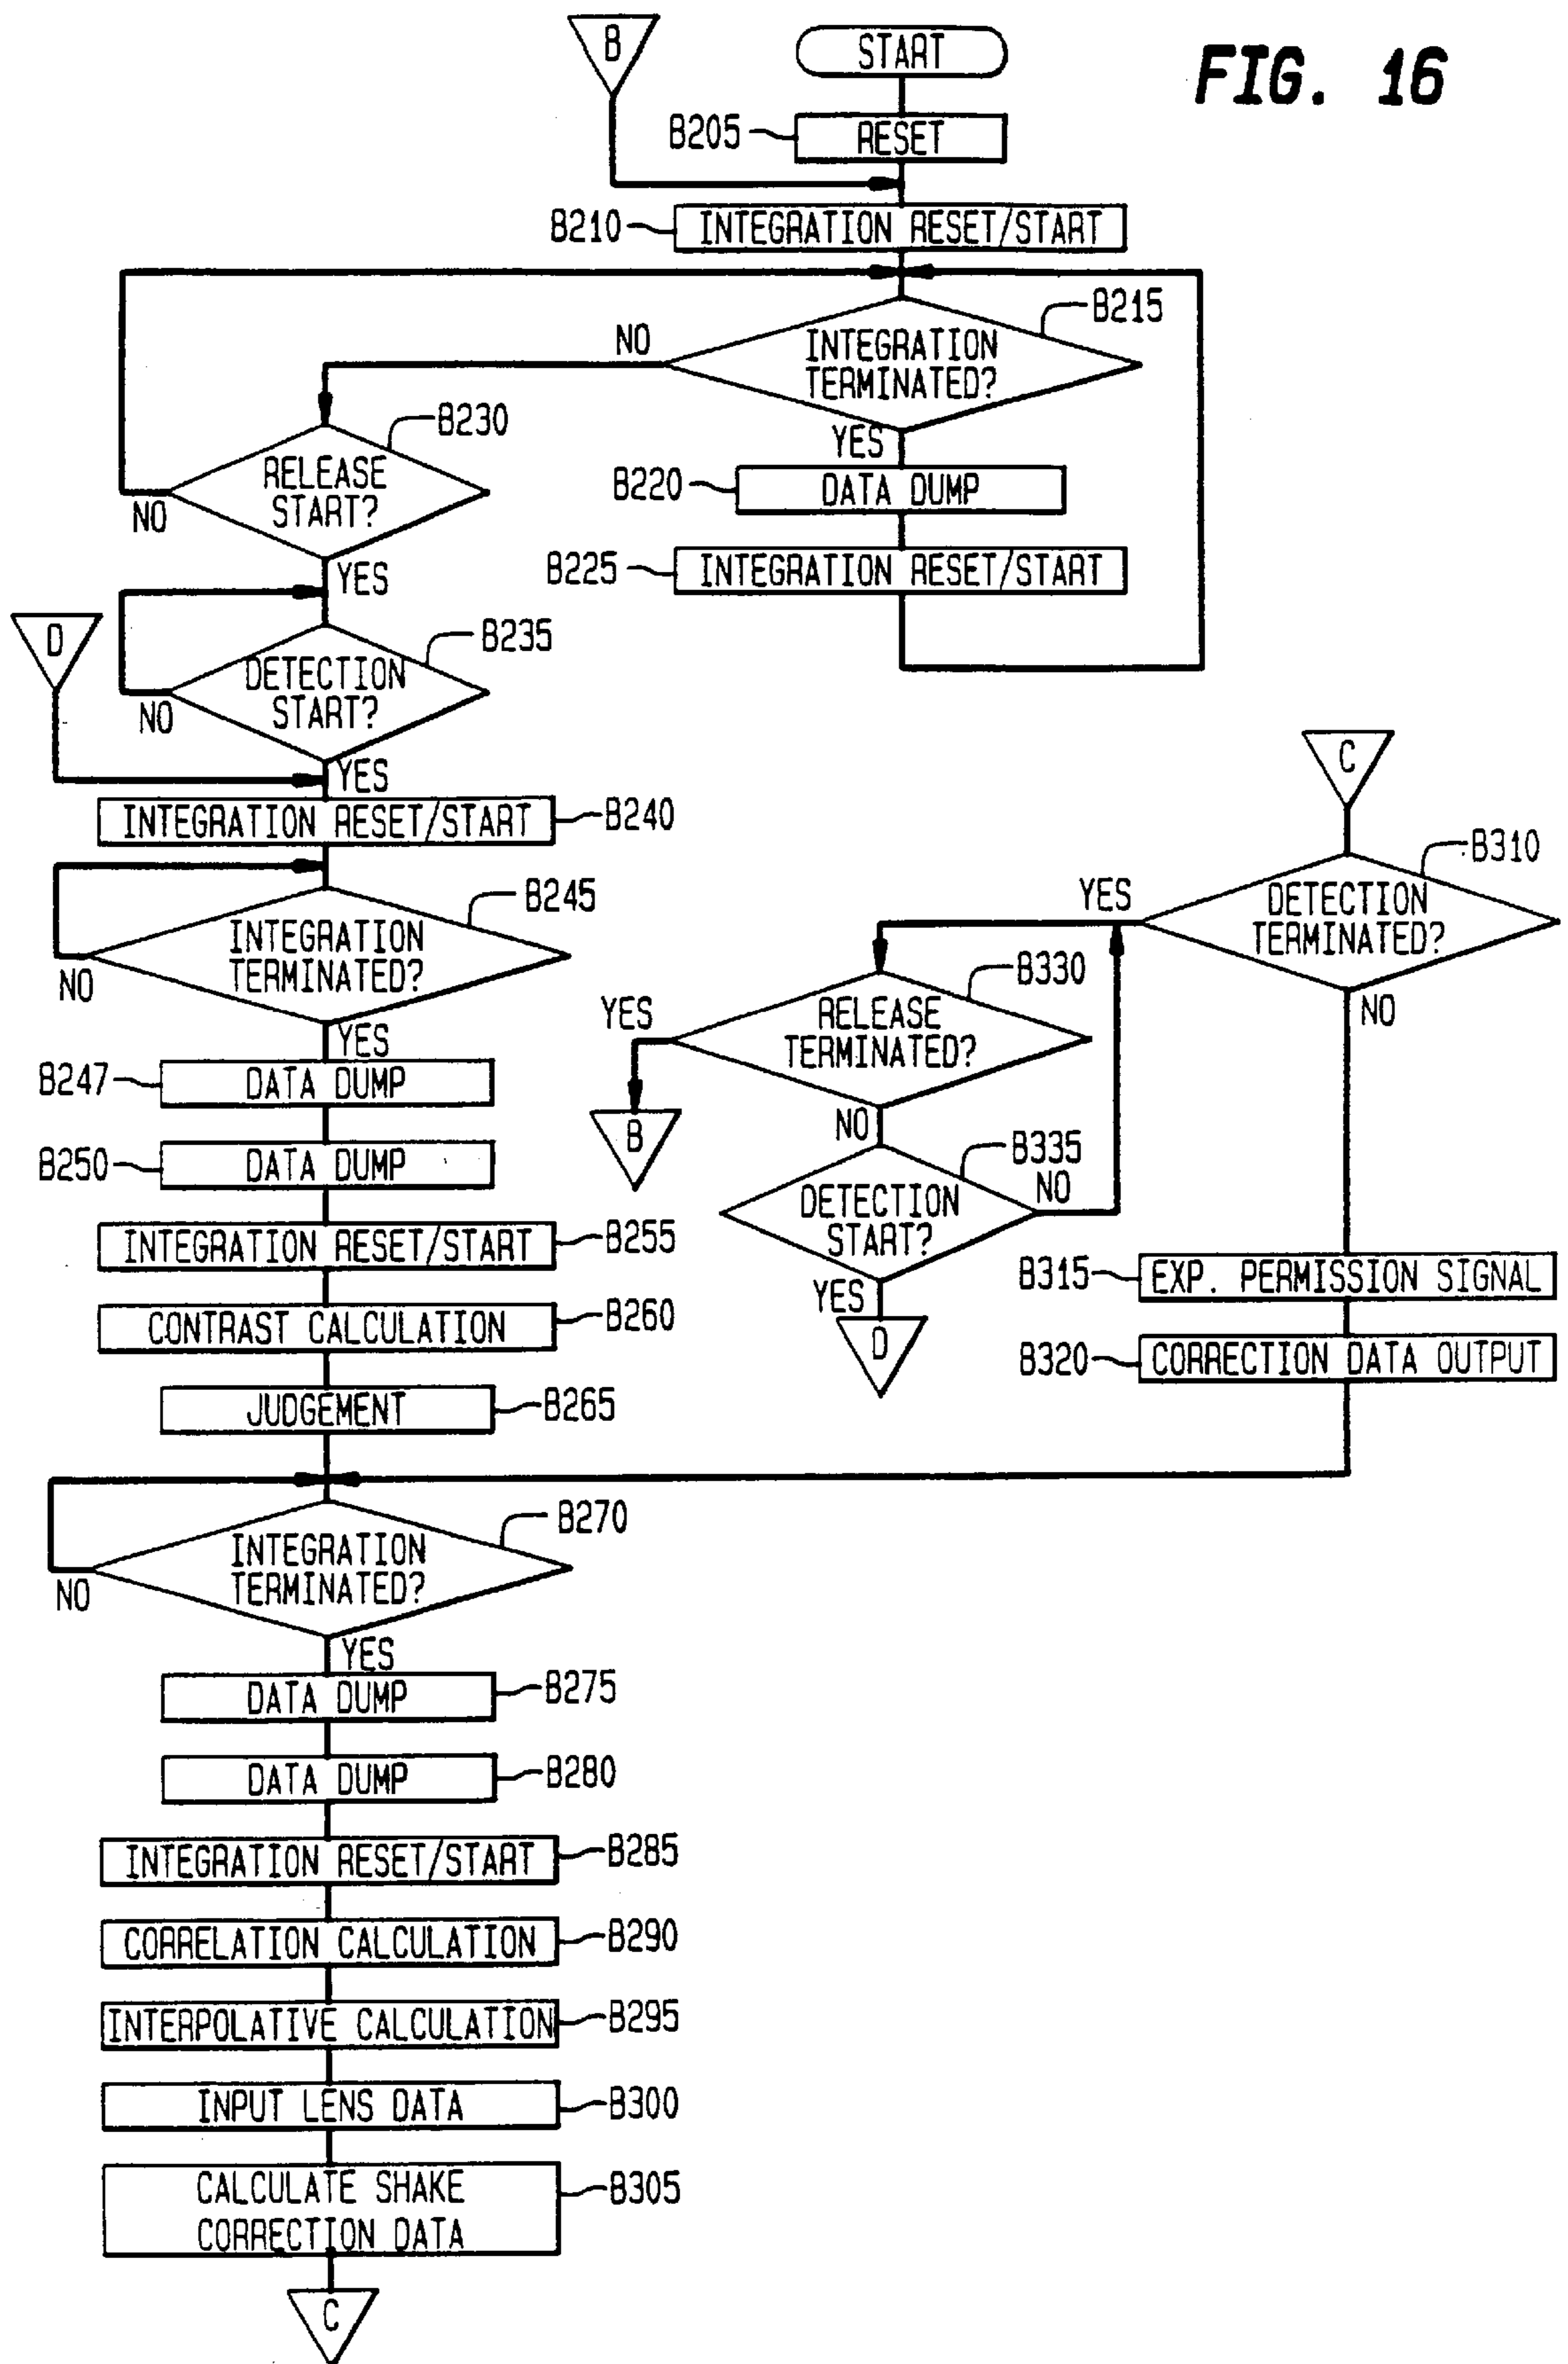 FIG. 16
B
START
B205
RESET
B210
INTEGRATION RESET/START
B215
INTEGRATION
TERMINATED?
NO
YES
B220
DATA DUMP
B225
INTEGRATION RESET/START
B230
RELEASE
START?
NO
YES
B235
DETECTION
START?
NO
YES
D
INTEGRATION RESET/START
B240
B245
INTEGRATION
TERMINATED?
NO
YES
B247
DATA DUMP
B250
DATA DUMP
INTEGRATION RESET/START
B255
CONTRAST CALCULATION
B260
JUDGEMENT
B265
B270
INTEGRATION
TERMINATED?
NO
YES
DATA DUMP
B275
DATA DUMP
B280
INTEGRATION RESET/START
B285
CORRELATION CALCULATION
B290
INTERPOLATIVE CALCULATION
B295
INPUT LENS DATA
B300
CALCULATE SHAKE
CORRECTION DATA
B305
C
C
B310
DETECTION
TERMINATED?
YES
NO
B330
RELEASE
TERMINATED?
YES
B
NO
B335
DETECTION
START?
NO
YES
D
B315
EXP. PERMISSION SIGNAL
B320
CORRECTION DATA OUTPUT